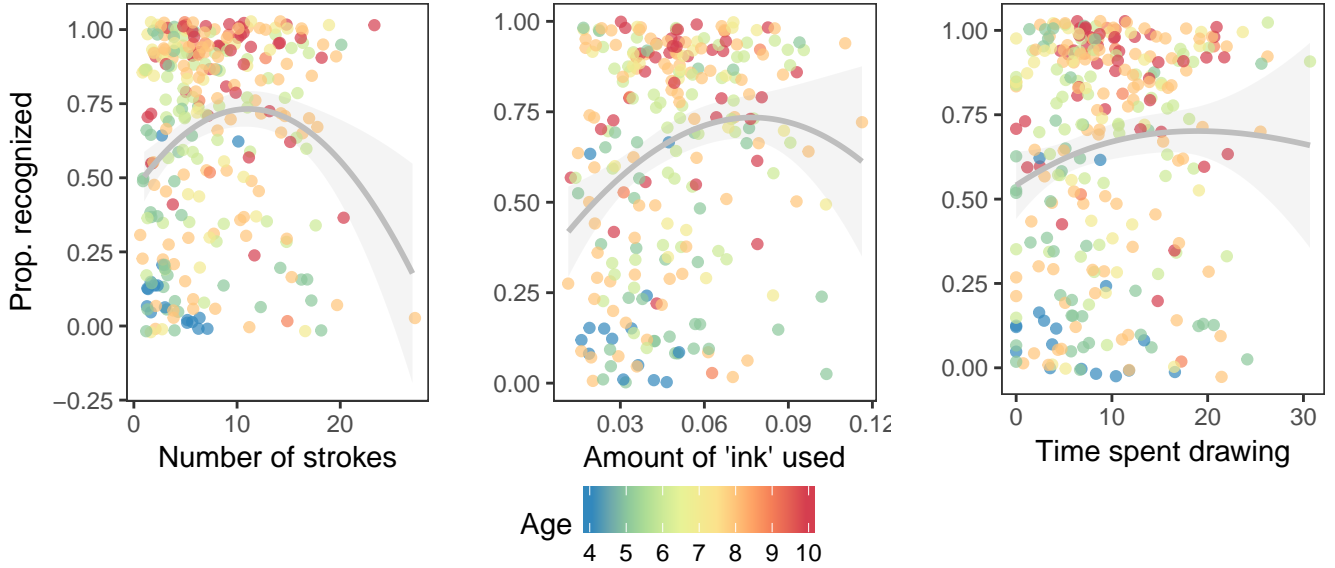 Prop. recognized
1.00
0.75
0.50
0.25
0.00
−0.25
0 10 20
Number of strokes
1.00
0.75
0.50
0.25
0.00
0.03 0.06 0.09 0.12
Amount of 'ink' used
1.00
0.75
0.50
0.25
0.00
0 10 20 30
Time spent drawing
Age
4 5 6 7 8 9 10